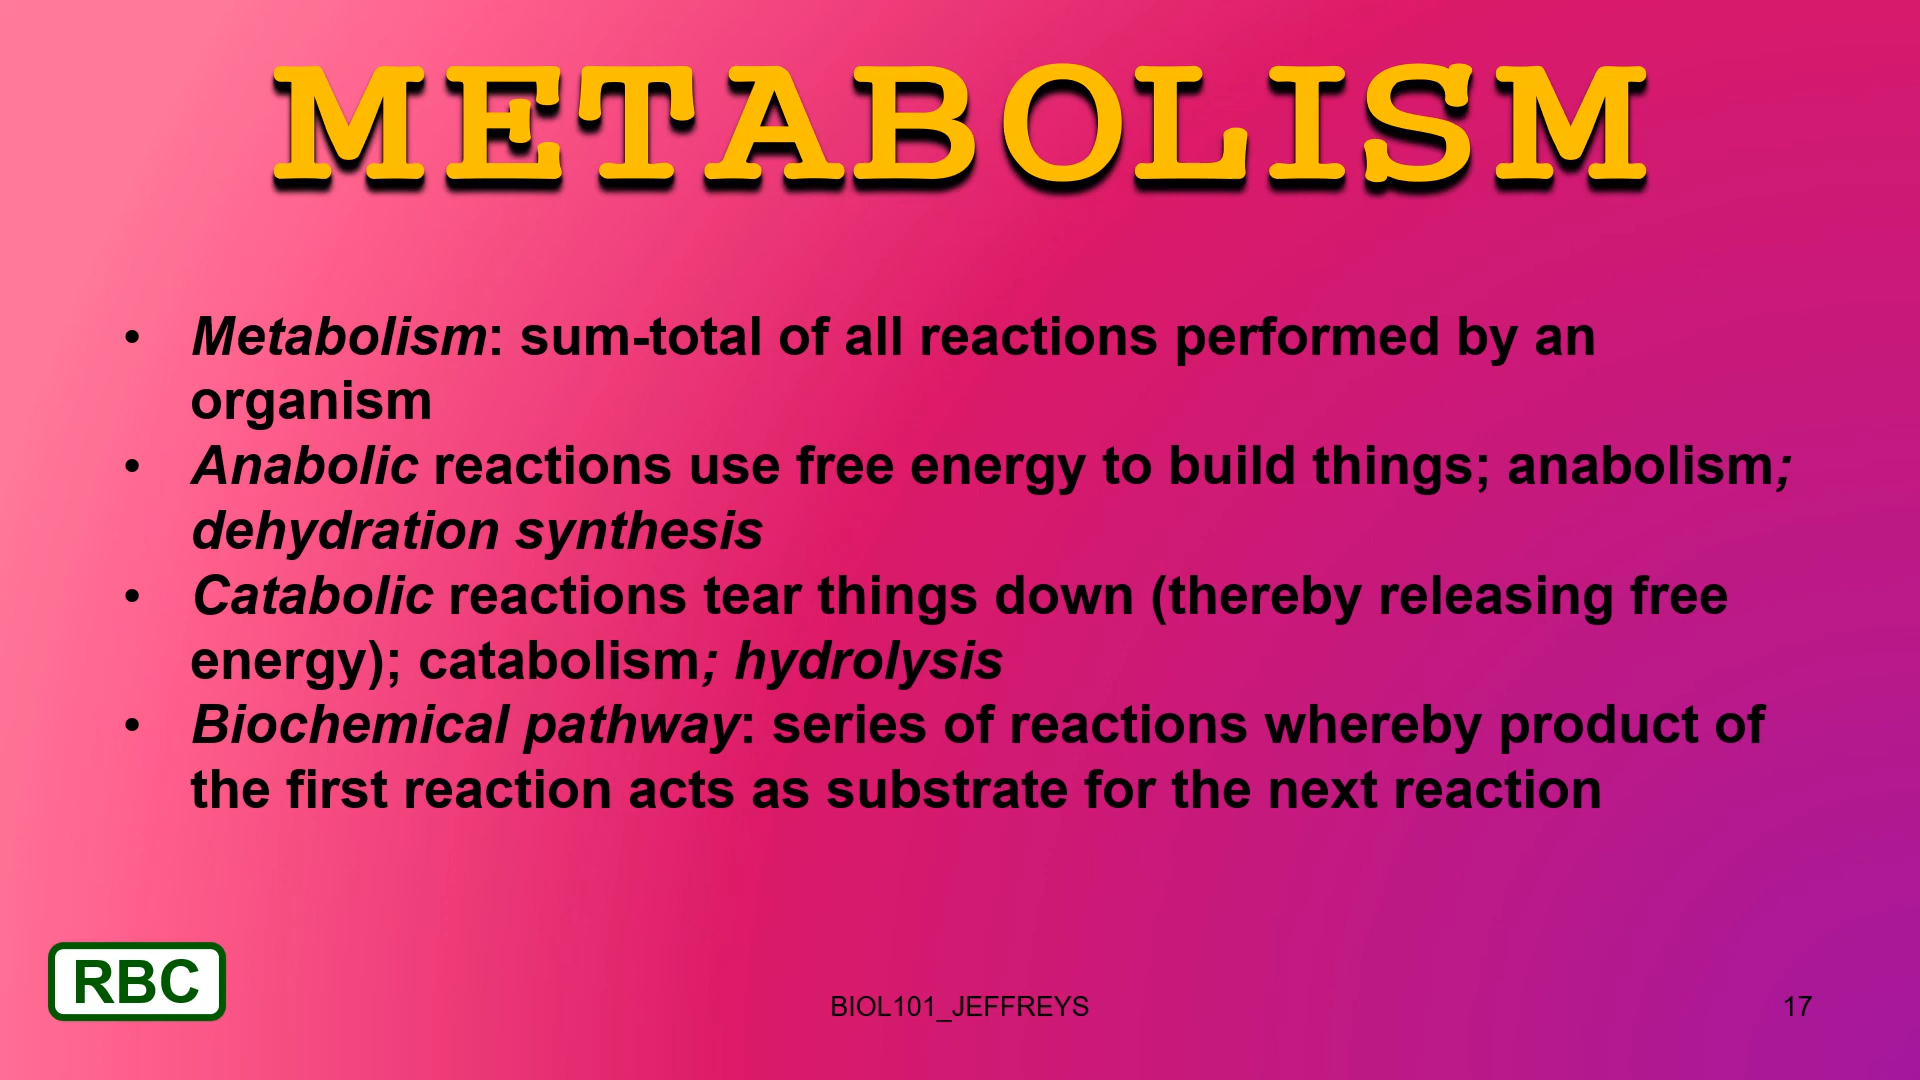 METABOLISM
• Metabolism: sum-total of all reactions performed by an
organism
• Anabolic reactions use free energy to build things; anabolism;
dehydration synthesis
• Catabolic reactions tear things down (thereby releasing free
energy); catabolism; hydrolysis
• Biochemical pathway: series of reactions whereby product of
the first reaction acts as substrate for the next reaction
RBC
BIOL101_JEFFREYS
17